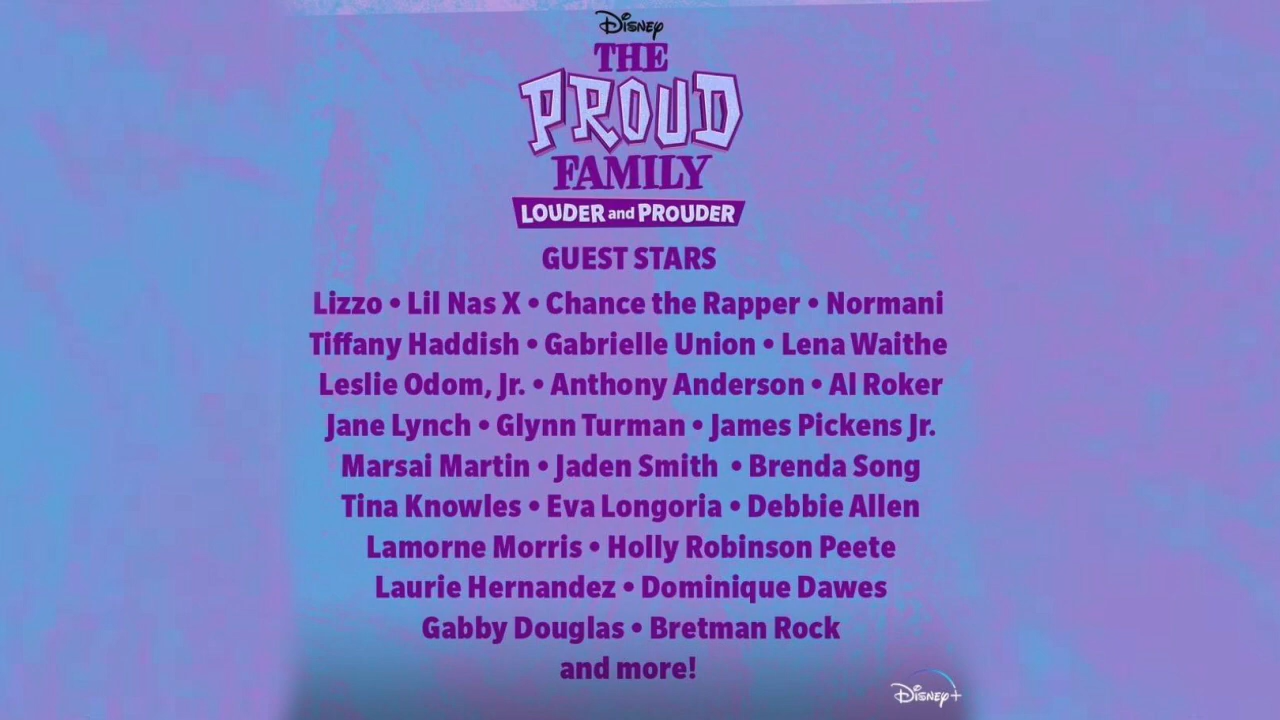 Disney
THE
PROUD
FAMILY
LOUDER and PROUDER
GUEST STARS
Lizzo • Lil Nas X • Chance the Rapper • Normani
Tiffany Haddish • Gabrielle Union • Lena Waithe
Leslie Odom, Jr. • Anthony Anderson • Al Roker
Jane Lynch • Glynn Turman • James Pickens Jr.
Marsai Martin • Jaden Smith • Brenda Song
Tina Knowles • Eva Longoria • Debbie Allen
Lamorne Morris • Holly Robinson Peete
Laurie Hernandez • Dominique Dawes
Gabby Douglas • Bretman Rock
and more!
Disney+